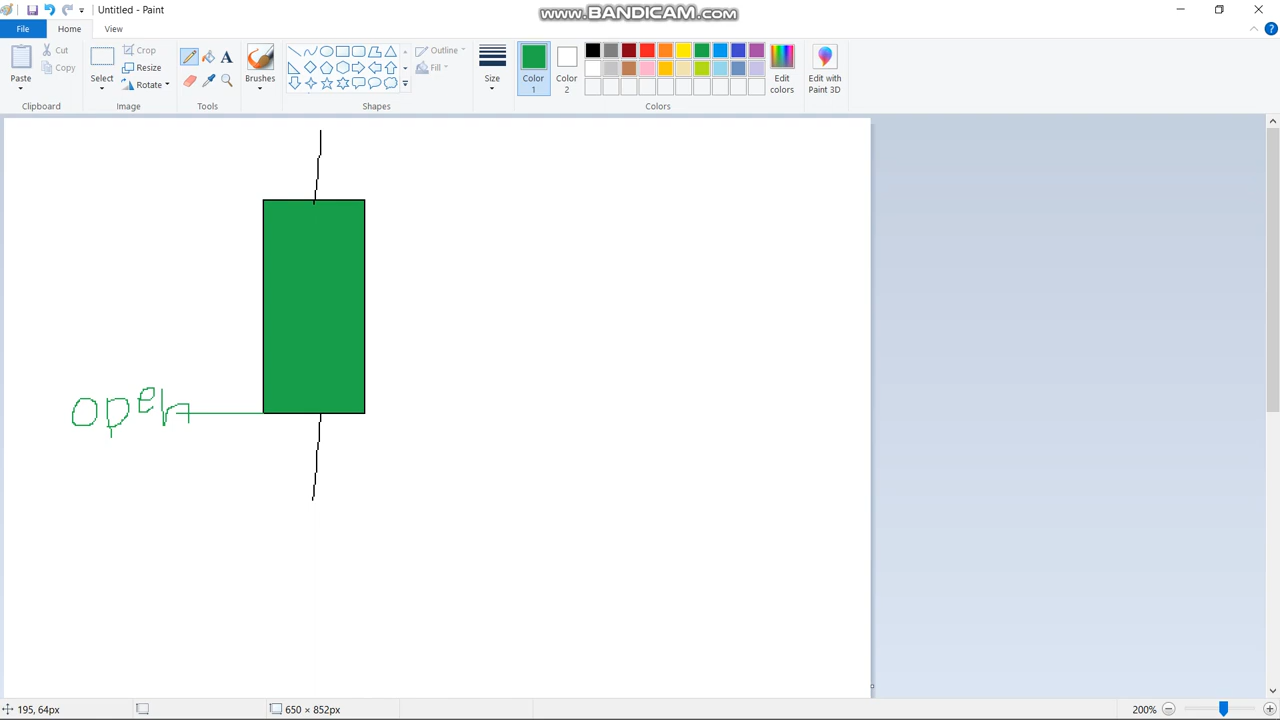 Untitled - Paint
www.BANDICAM.com
File
Home
View
Paste
Cut
Copy
Clipboard
Select
Crop
Resize
Rotate
Image
Tools
Brushes
Outline
Fill
Shapes
Size
Color 1
Color 2
Edit colors
Colors
Edit with Paint 3D
open
195, 64px
650 × 852px
200%